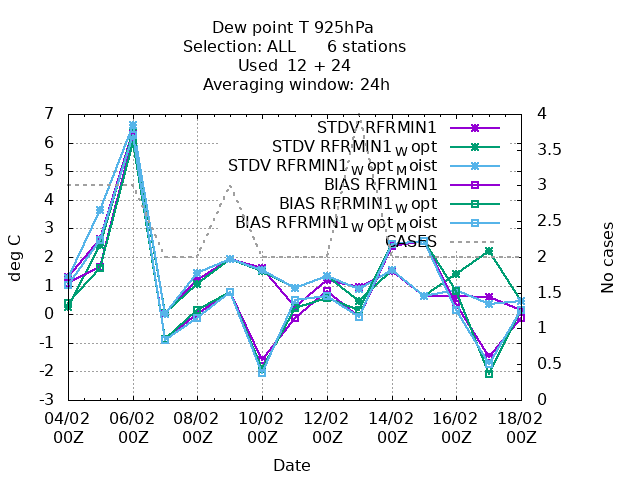 Dew point T 925hPa
Selection: ALL      6 stations
Used  12 + 24
Averaging window: 24h
7 4
STDV RFRMIN1
6 3.5
STDV RFRMIN1_W opt
STDV RFRMIN1_W opt_M oist
5 3
BIAS RFRMIN1
4
BIAS RFRMIN1_W opt
2.5
3
BIAS RFRMIN1_W opt_M oist
CASES
2 2
deg C
No cases
1 1.5
0
1
-1
0.5
-2
-3 0
04/02 06/02 08/02 10/02 12/02 14/02 16/02 18/02
00Z 00Z 00Z 00Z 00Z 00Z 00Z 00Z
Date